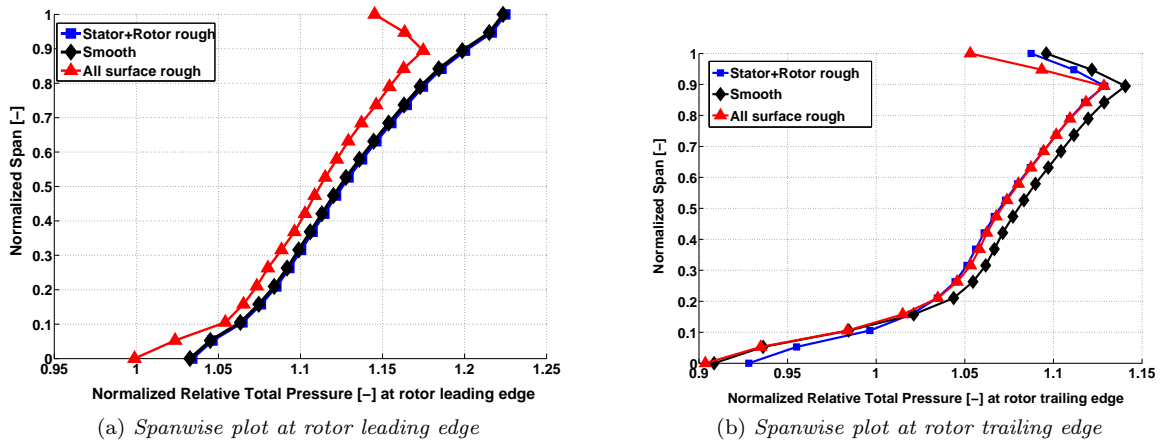 Stator+Rotor rough
Smooth
All surface rough
Normalized Span [–]
1
0.9
0.8
0.7
0.6
0.5
0.4
0.3
0.2
0.1
0
0.95 1 1.05 1.1 1.15 1.2 1.25
Normalized Relative Total Pressure [–] at rotor leading edge
(a) Spanwise plot at rotor leading edge
Stator+Rotor rough
Smooth
All surface rough
Normalized Span [–]
1
0.9
0.8
0.7
0.6
0.5
0.4
0.3
0.2
0.1
0
0.9 0.95 1 1.05 1.1 1.15
Normalized Relative Total Pressure [–] at rotor trailing edge
(b) Spanwise plot at rotor trailing edge